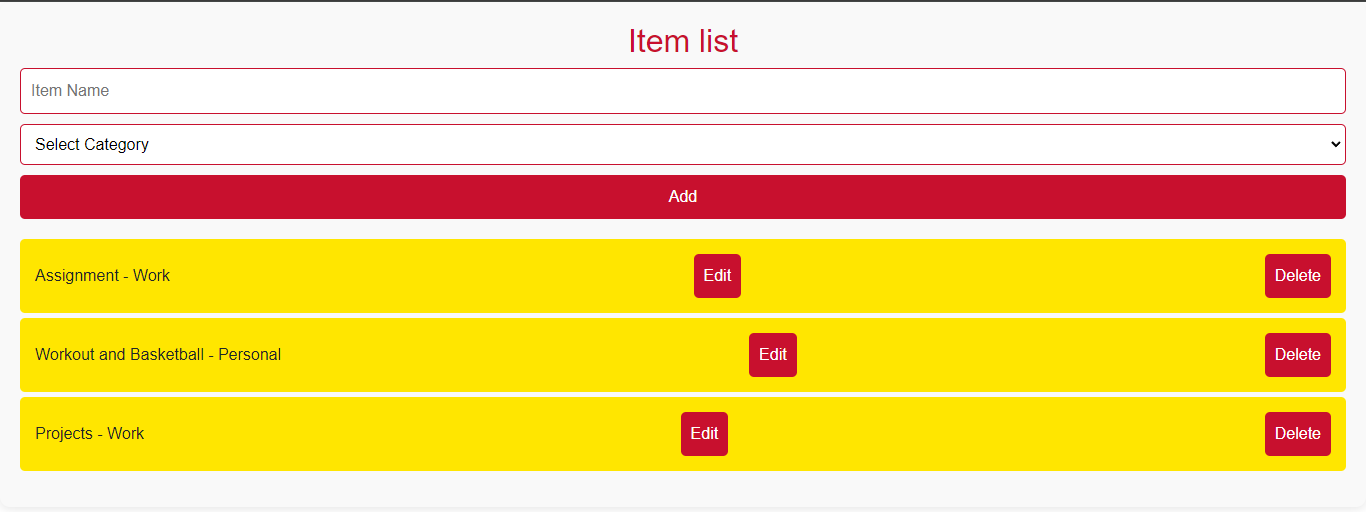 Item list
Item Name
Select Category
Add
Assignment - Work Edit Delete
Workout and Basketball - Personal Edit Delete
Projects - Work Edit Delete